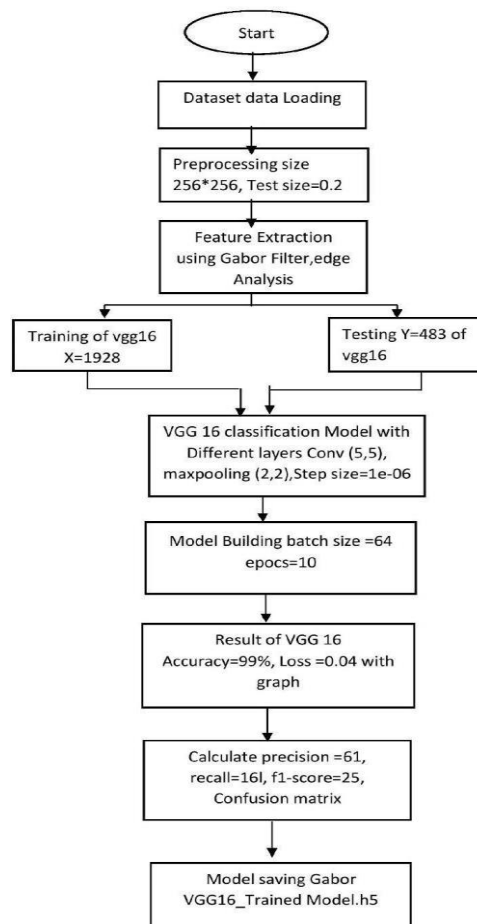 Start
Dataset data Loading
Preprocessing size
256*256, Test size=0.2
Feature Extraction
using Gabor Filter,edge
Analysis
Training of vgg16
X=1928
Testing Y=483 of
vgg16
VGG 16 classification Model with
Different layers Conv (5,5),
maxpooling (2,2),Step size=1e-06
Model Building batch size =64
epocs=10
Result of VGG 16
Accuracy=99%, Loss =0.04 with
graph
Calculate precision =61,
recall=16l, f1-score=25,
Confusion matrix
Model saving Gabor
VGG16_Trained Model.h5